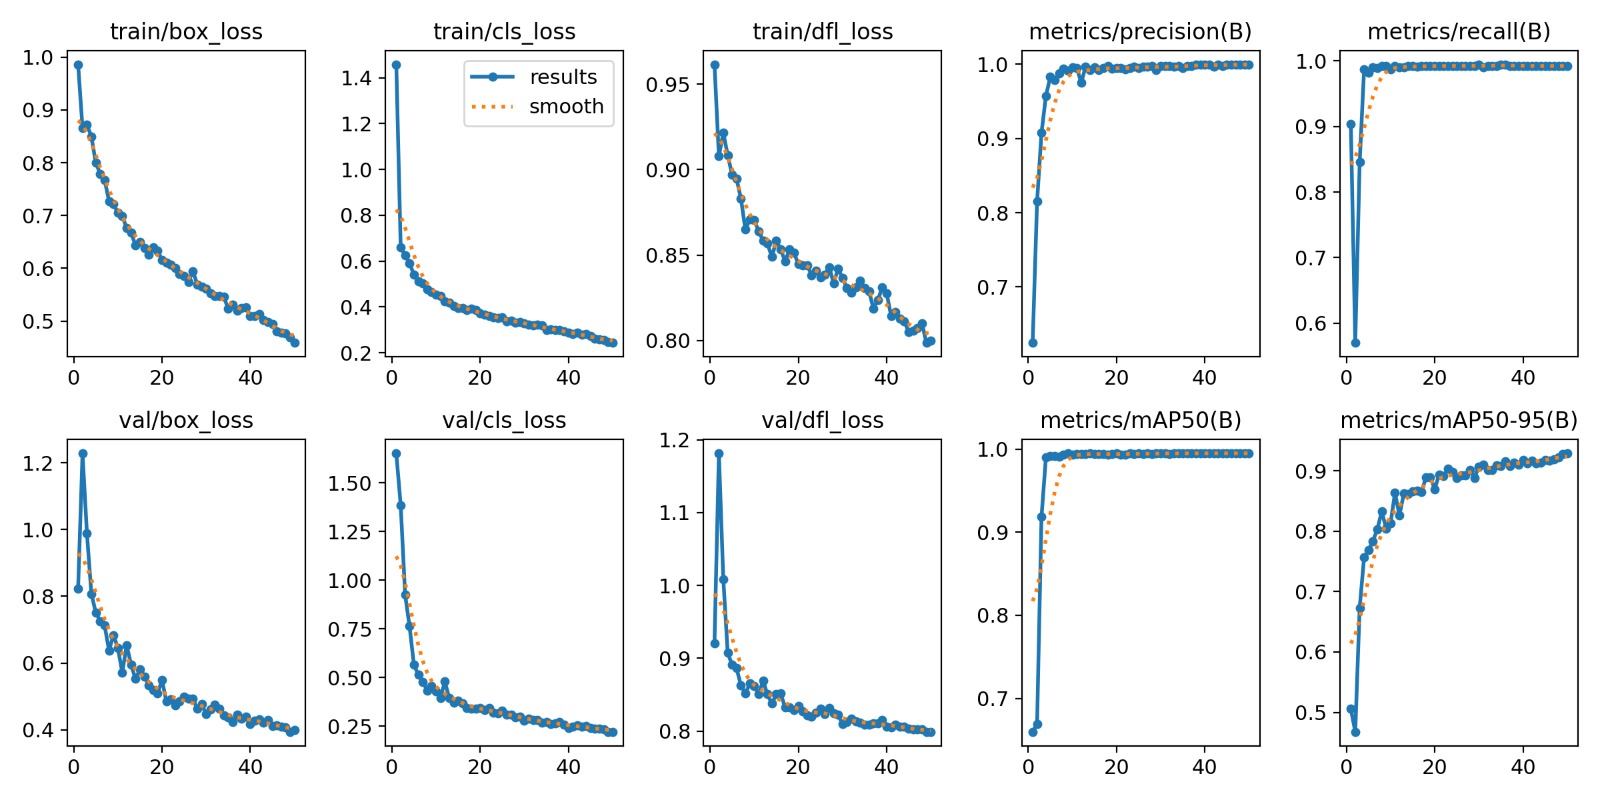 train/box_loss
1.0
0.9
0.8
0.7
0.6
0.5
0 20 40
train/cls_loss
results
smooth
1.4
1.2
1.0
0.8
0.6
0.4
0.2
0 20 40
train/dfl_loss
0.95
0.90
0.85
0.80
0 20 40
metrics/precision(B)
1.0
0.9
0.8
0.7
0 20 40
metrics/recall(B)
1.0
0.9
0.8
0.7
0.6
0 20 40
val/box_loss
1.2
1.0
0.8
0.6
0.4
0 20 40
val/cls_loss
1.50
1.25
1.00
0.75
0.50
0.25
0 20 40
val/dfl_loss
1.2
1.1
1.0
0.9
0.8
0 20 40
metrics/mAP50(B)
1.0
0.9
0.8
0.7
0 20 40
metrics/mAP50-95(B)
0.9
0.8
0.7
0.6
0.5
0 20 40